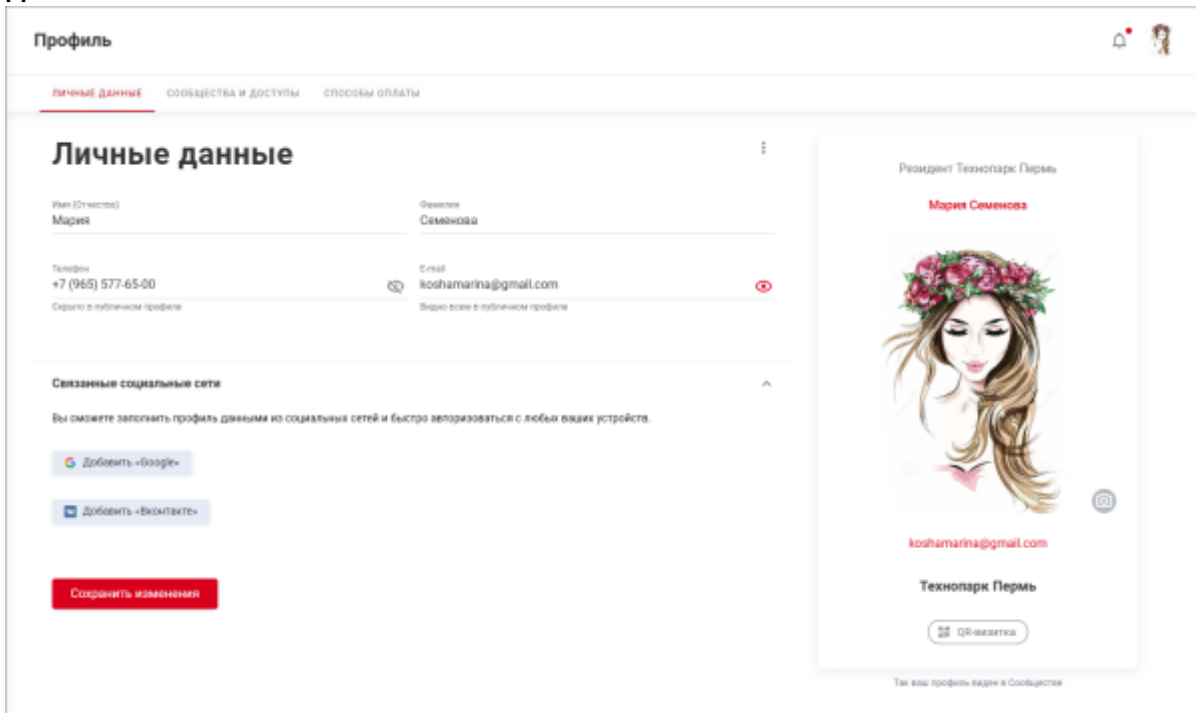 Профиль
ЛИЧНЫЕ ДАННЫЕ СООБЩЕСТВА И ДОСТУПЫ СПОСОБЫ ОПЛАТЫ
Личные данные
Имя (Отчество)
Мария
Фамилия
Семенова
Телефон
+7 (965) 577-65-00
Скрыто в публичном профиле
E-mail
koshamarina@gmail.com
Видно всем в публичном профиле
Связанные социальные сети
Вы сможете заполнить профиль данными из социальных сетей и быстро авторизоваться с любых ваших устройств.
Добавить «Google»
Добавить «Вконтакте»
Сохранить изменения
Резидент Технопарк Пермь
Мария Семенова
koshamarina@gmail.com
Технопарк Пермь
QR-визитка
Так ваш профиль виден в Сообществе